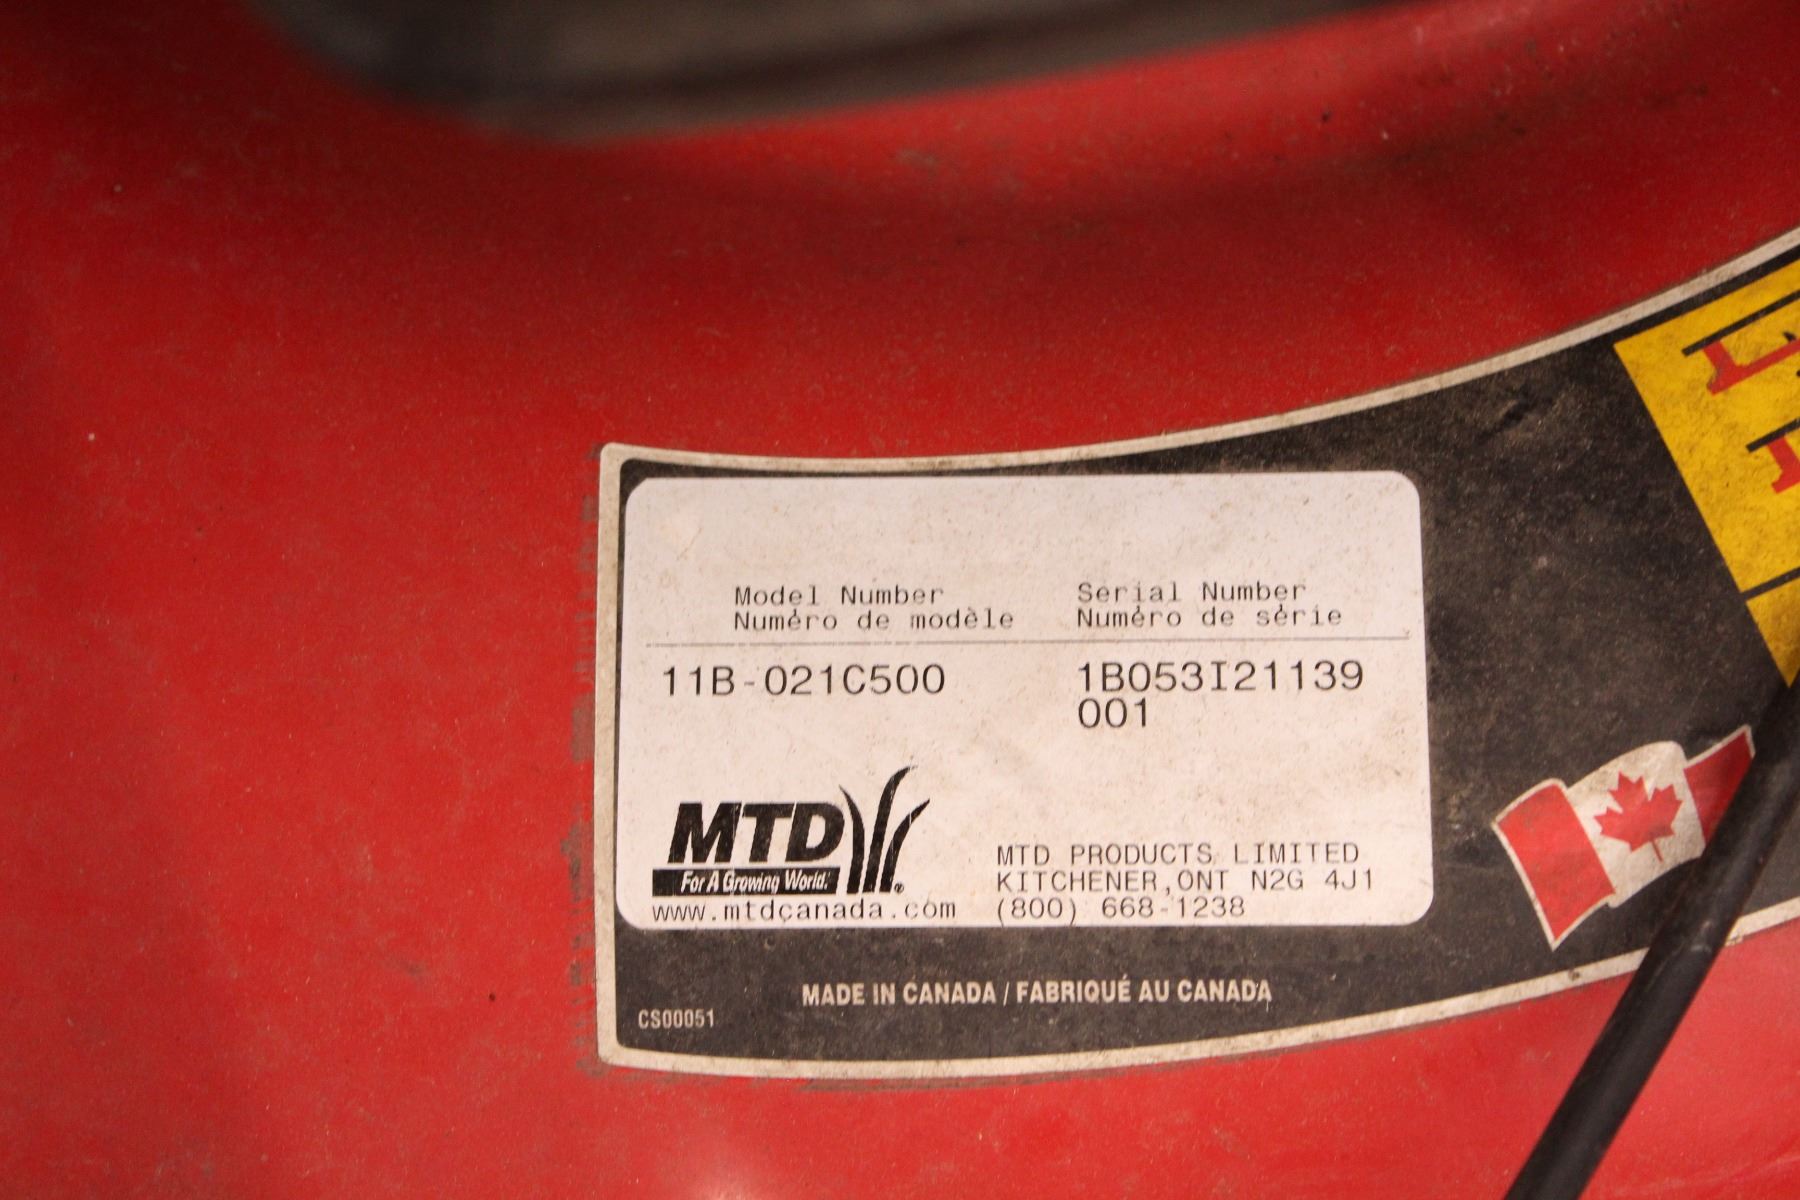 Model Number
Numéro de modèle
Serial Number
Numéro de série
11B-021C500
1B053I21139
001
MTD
For A Growing World.
www.mtdcanada.com
MTD PRODUCTS LIMITED
KITCHENER,ONT N2G 4J1
(800) 668-1238
MADE IN CANADA / FABRIQUÉ AU CANADA
CS00051